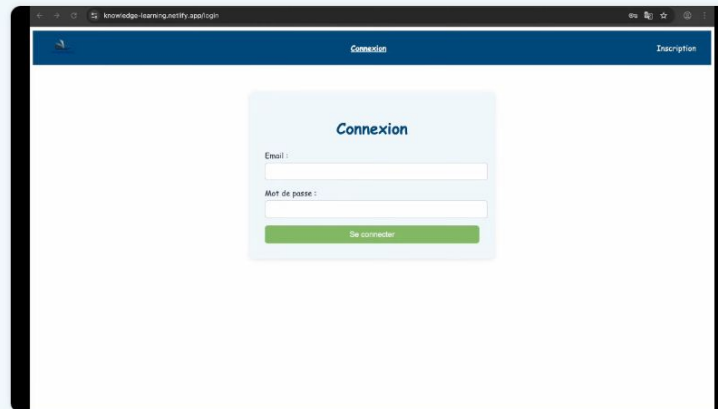 knowledge-learning.netlify.app/login
Connexion
Inscription
Connexion
Email :
Mot de passe :
Se connecter